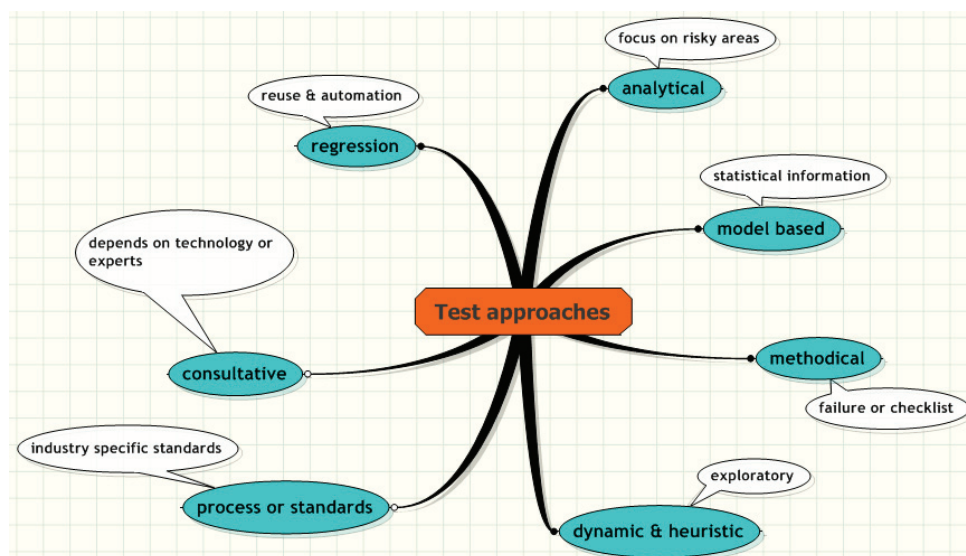 focus on risky areas
analytical
reuse & automation
regression
statistical information
model based
depends on technology or
experts
Test approaches
consultative
methodical
failure or checklist
industry specific standards
process or standards
exploratory
dynamic & heuristic